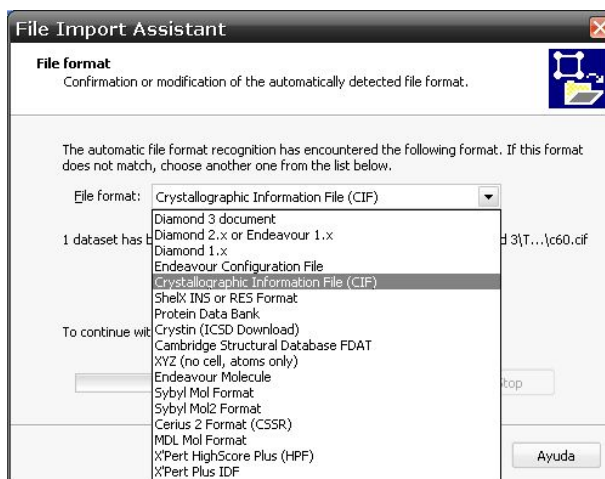 File Import Assistant
File format
Confirmation or modification of the automatically detected file format.
The automatic file format recognition has encountered the following format. If this format
does not match, choose another one from the list below.
File format: Crystallographic Information File (CIF)
Diamond 3 document
1 dataset has b Diamond 2.x or Endeavour 1.x d 3\T...\c60.cif
Diamond 1.x
Endeavour Configuration File
Crystallographic Information File (CIF)
ShelX INS or RES Format
Protein Data Bank
To continue wit Crystin (ICSD Download)
Cambridge Structural Database FDAT
XYZ (no cell, atoms only)
Endeavour Molecule
Sybyl Mol Format
Sybyl Mol2 Format
Cerius 2 Format (CSSR)
MDL Mol Format
X'Pert HighScore Plus (HPF)
X'Pert Plus IDF
top
Ayuda